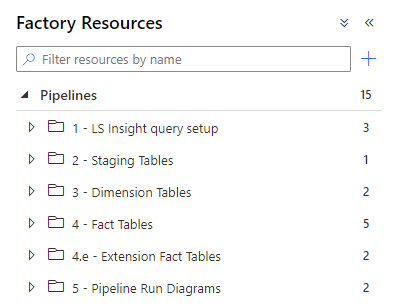 Factory Resources
Filter resources by name
Pipelines 15
1 - LS Insight query setup 3
2 - Staging Tables 1
3 - Dimension Tables 2
4 - Fact Tables 5
4.e - Extension Fact Tables 2
5 - Pipeline Run Diagrams 2